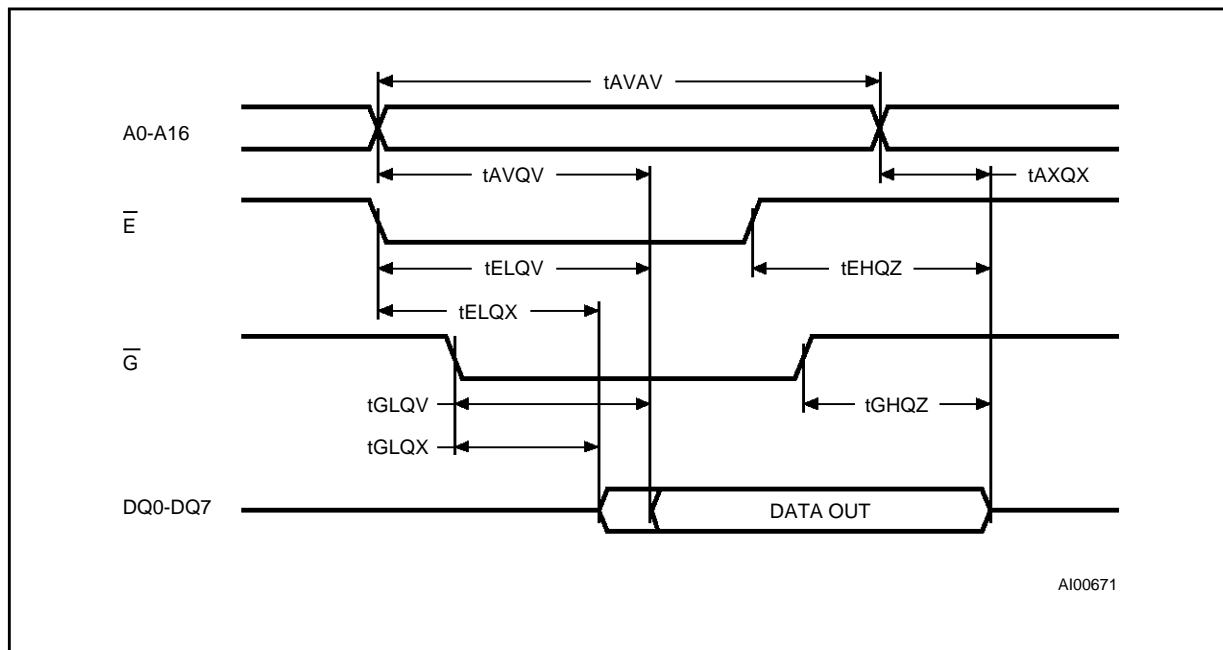 tAVAV
A0-A16
tAVQV
tAXQX
E̅
tELQV
tEHQZ
tELQX
G̅
tGLQV
tGHQZ
tGLQX
DQ0-DQ7
DATA OUT
AI00671